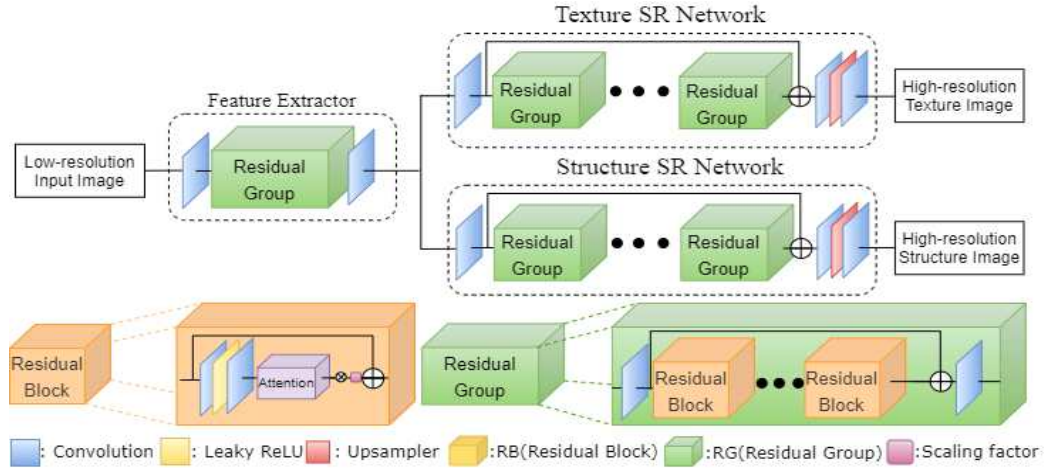 Texture SR Network
Residual
Group
Residual
Group
High-resolution
Texture Image
Feature Extractor
Low-resolution
Input Image
Residual
Group
Structure SR Network
Residual
Group
Residual
Group
High-resolution
Structure Image
Residual
Block
Attention
Residual
Group
Residual
Block
Residual
Block
: Convolution
: Leaky ReLU
: Upsampler
:RB(Residual Block)
:RG(Residual Group)
:Scaling factor